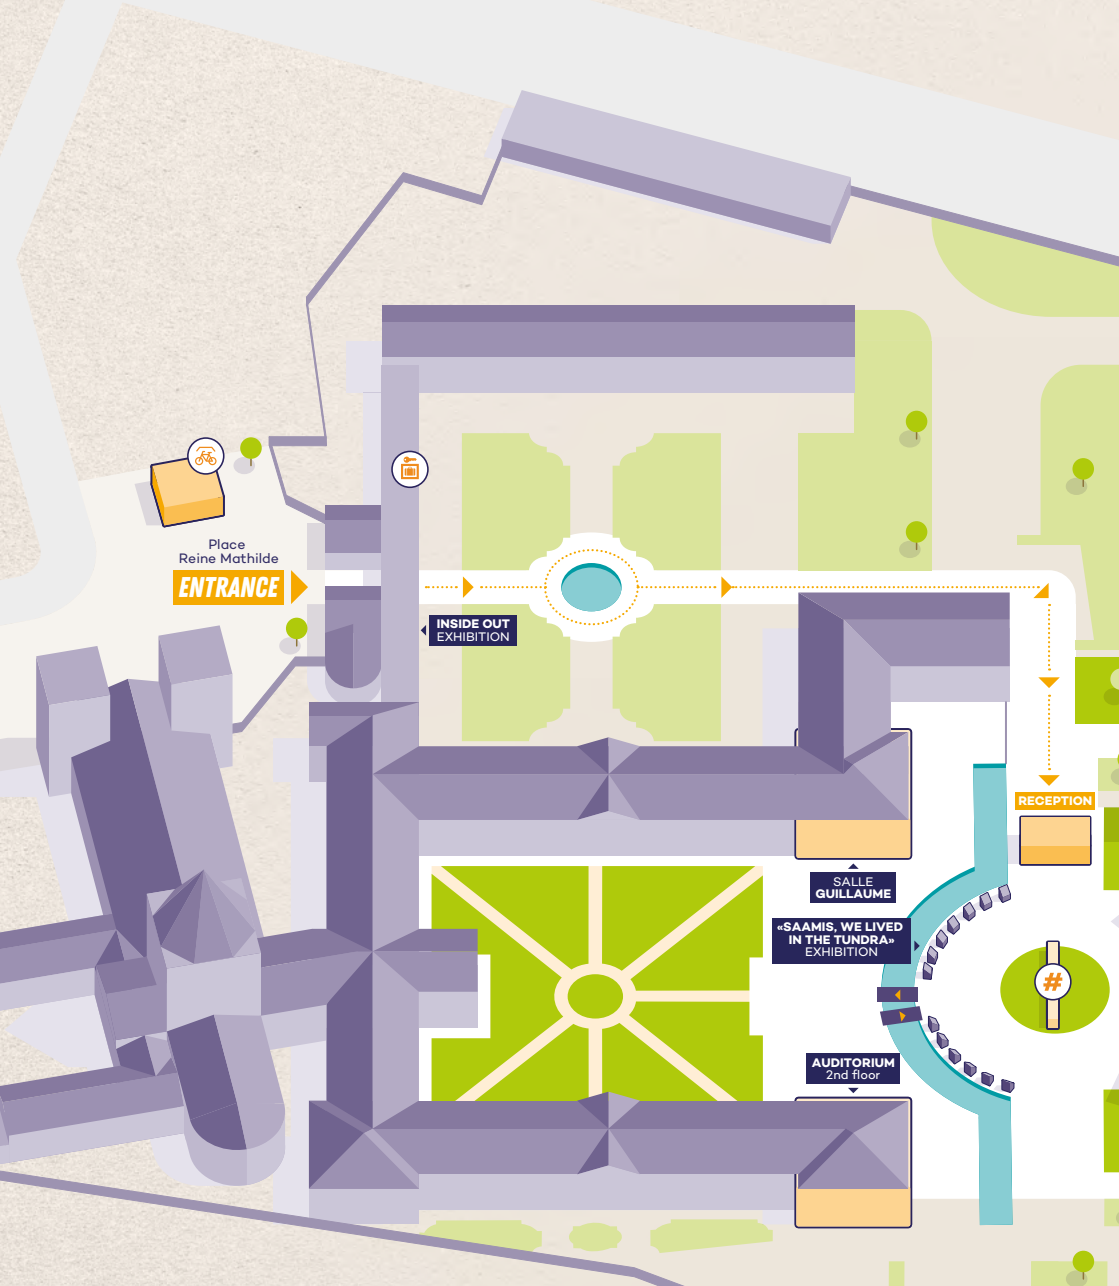 Place
Reine Mathilde
ENTRANCE
INSIDE OUT
EXHIBITION
RECEPTION
SALLE
GUILLAUME
«SAAMIS, WE LIVED
IN THE TUNDRA»
EXHIBITION
#
AUDITORIUM
2nd floor